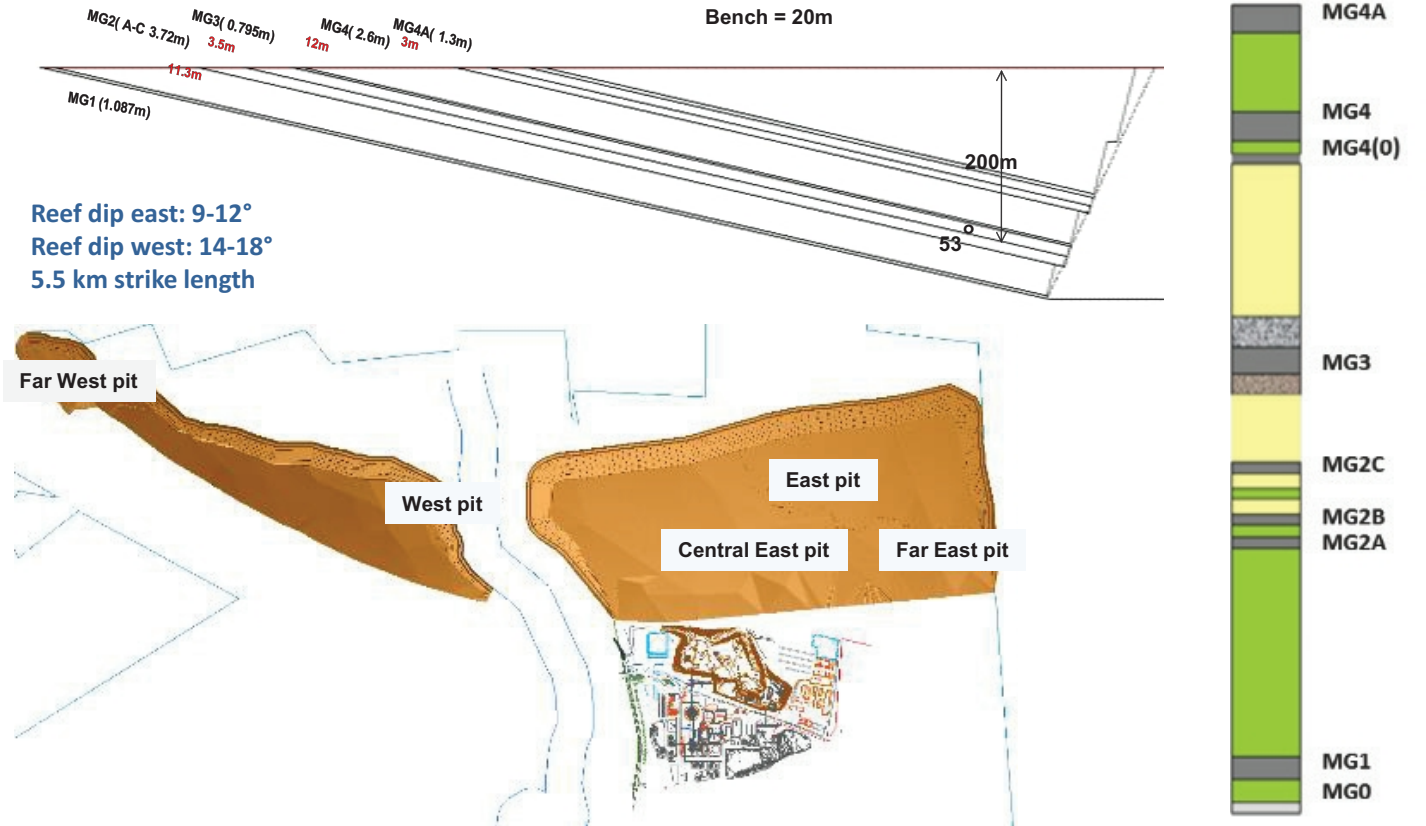 Bench = 20m
MG2( A-C 3.72m)
MG3( 0.795m)
MG4( 2.6m)
MG4A( 1.3m)
3.5m
12m
3m
11.3m
MG1 (1.087m)
200m
53°
Reef dip east: 9-12°
Reef dip west: 14-18°
5.5 km strike length
Far West pit
West pit
East pit
Central East pit
Far East pit
MG4A
MG4
MG4(0)
MG3
MG2C
MG2B
MG2A
MG1
MG0